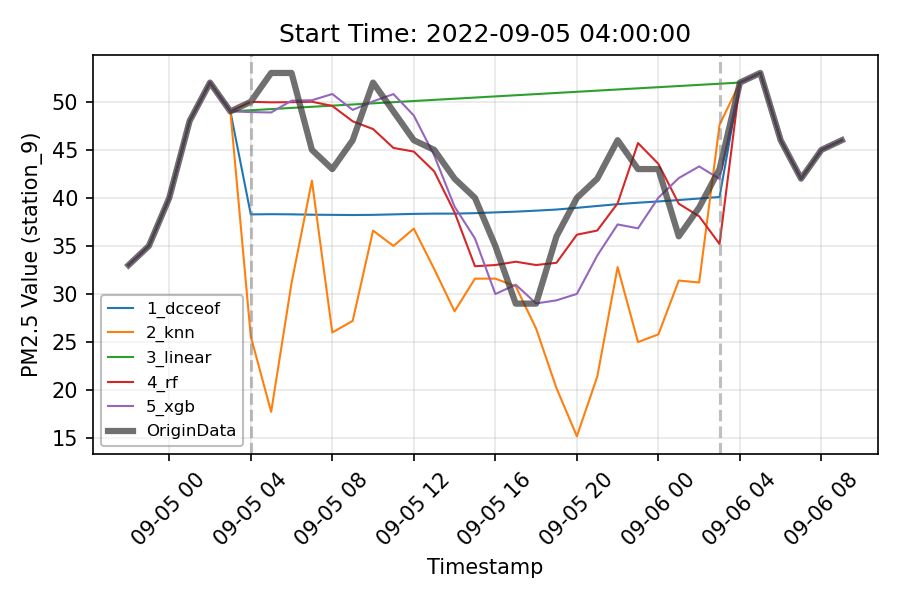 Start Time: 2022-09-05 04:00:00
PM2.5 Value (station_9)
50
45
40
35
30
25
20
15
1_dcceof
2_knn
3_linear
4_rf
5_xgb
OriginData
09-05 00
09-05 04
09-05 08
09-05 12
09-05 16
09-05 20
09-06 00
09-06 04
09-06 08
Timestamp